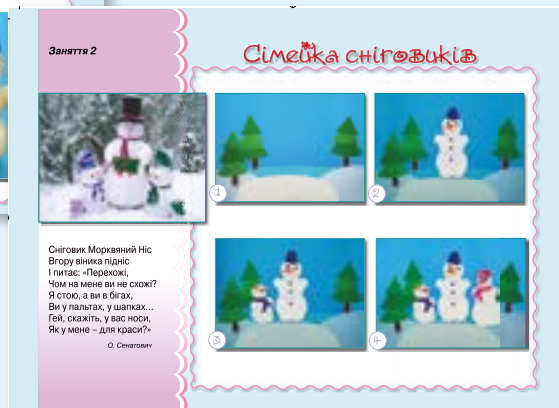 Заняття 2
Сімейка сніговиків
1
2
Сніговик Морквяний Ніс
Вгору віника підніс
І питає: «Перехожі,
Чом на мене ви не схожі?
Я стою, а ви в бігах,
Ви у пальтах, у шапках...
Гей, скажіть, у вас носи,
Як у мене – для краси?»
О. Сенатович
3
4